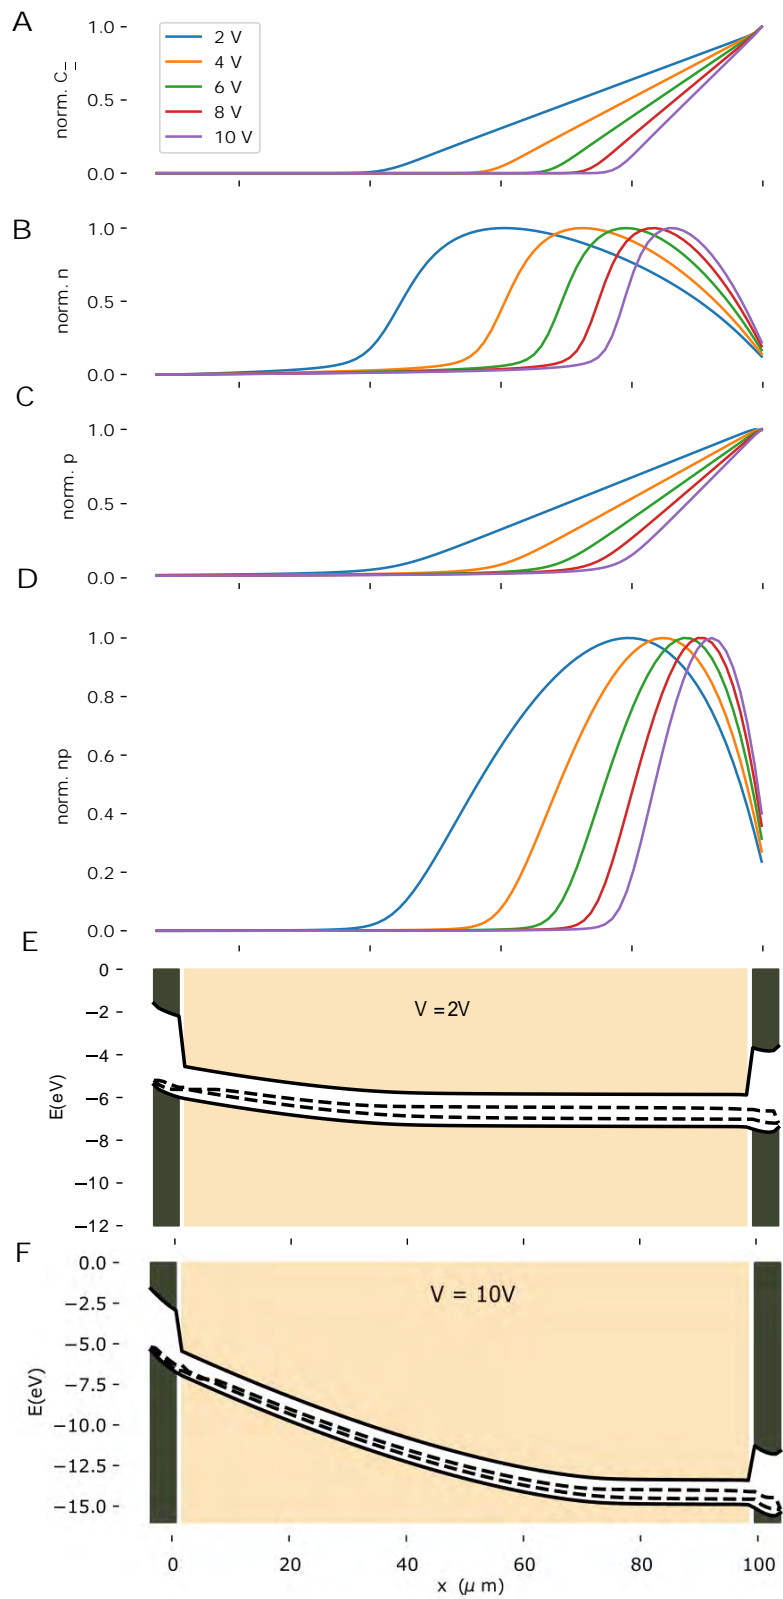 A
norm. C_−
1.0
0.5
0.0
2 V
4 V
6 V
8 V
10 V
B
norm. n
1.0
0.5
0.0
C
norm. p
1.0
0.5
0.0
D
norm. np
1.0
0.8
0.6
0.4
0.2
0.0
E
E(eV)
0
−2
−4
−6
−8
−10
−12
V =2V
F
E(eV)
0.0
−2.5
−5.0
−7.5
−10.0
−12.5
−15.0
V = 10V
0 20 40 60 80 100
x (μ m)